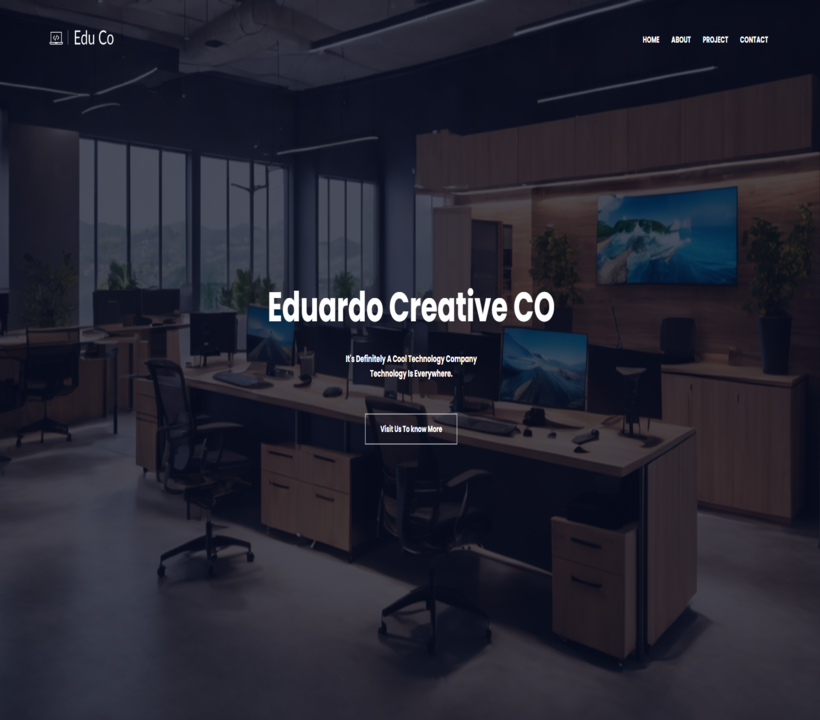 Edu Co
HOME ABOUT PROJECT CONTACT
Eduardo Creative CO
It's Definitely A Cool Technology Company
Technology Is Everywhere.
Visit Us To know More